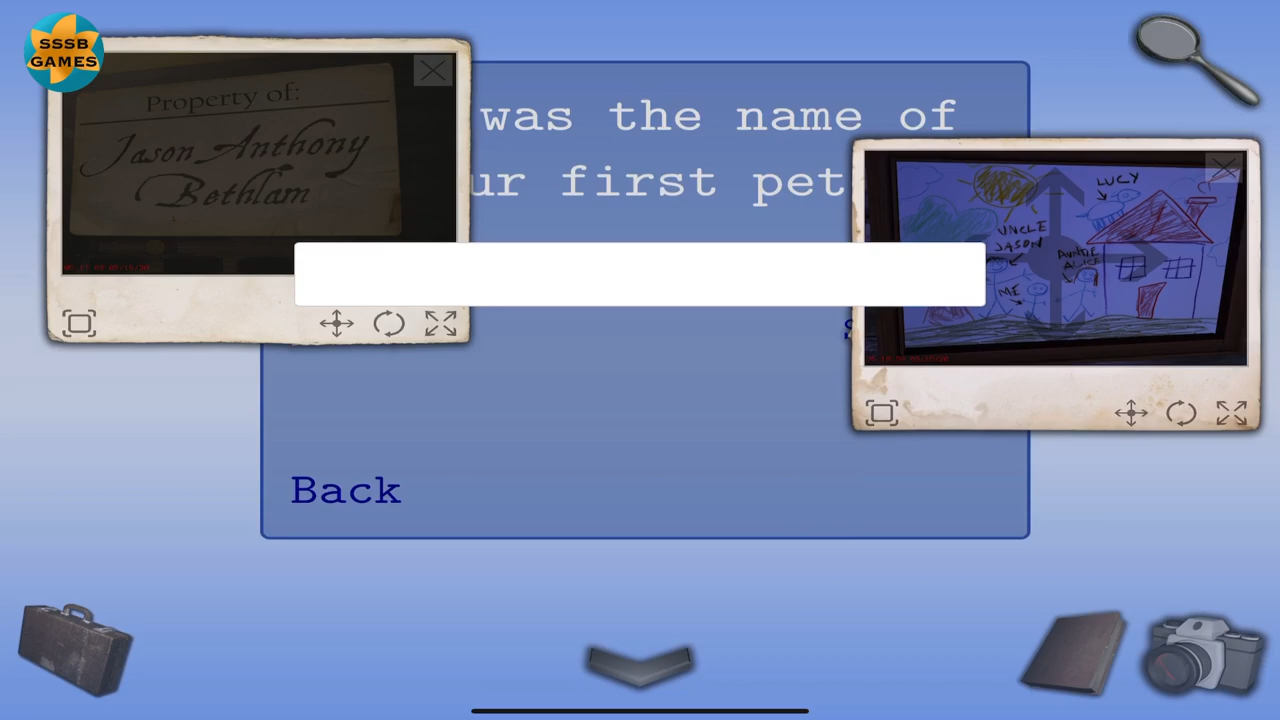 SSSB
GAMES
Property of:
Jason Anthony
Bethlam
was the name of
ur first pet
LUCY
UNCLE
JASON
AUNTIE
ALICE
ME
Back